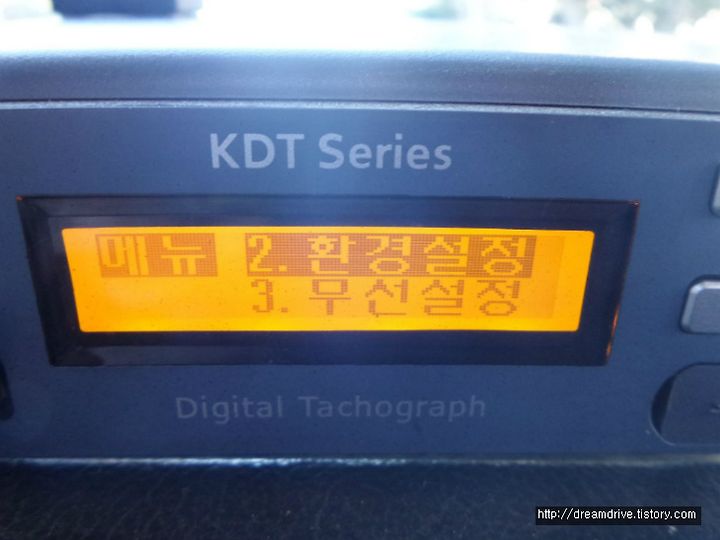 KDT Series
메뉴 2. 환경설정
3. 무선설정
Digital Tachograph
http://dreamdrive.tistory.com